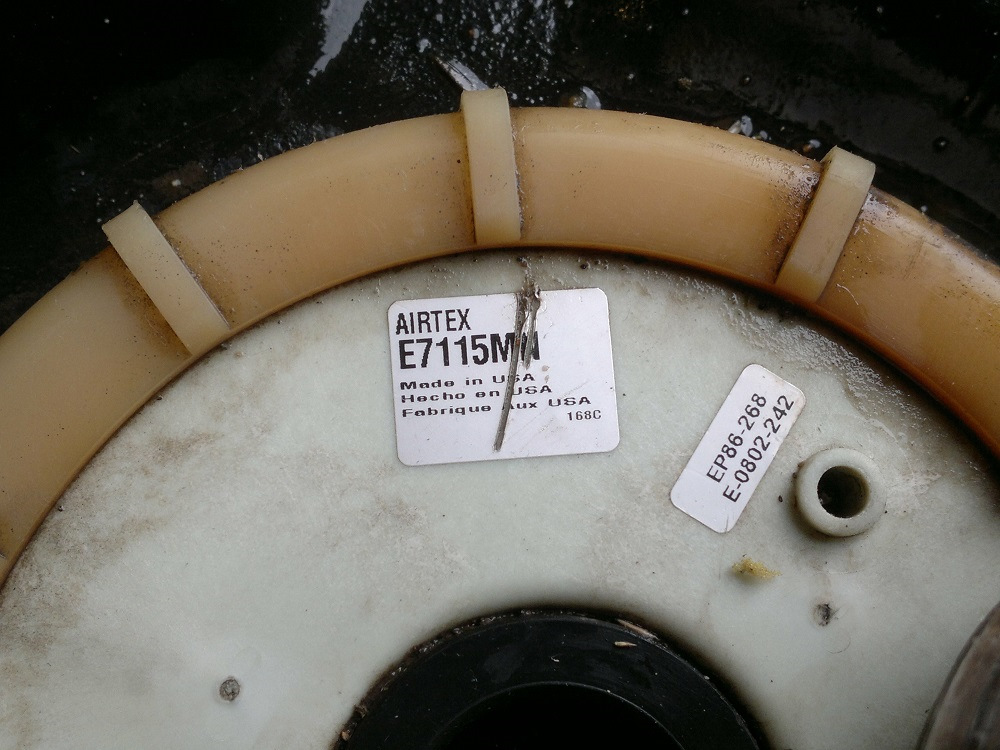 AIRTEX
E7115MN
Made in USA
Hecho en USA
Fabrique aux USA
168C
EP86-268
E-0802-242